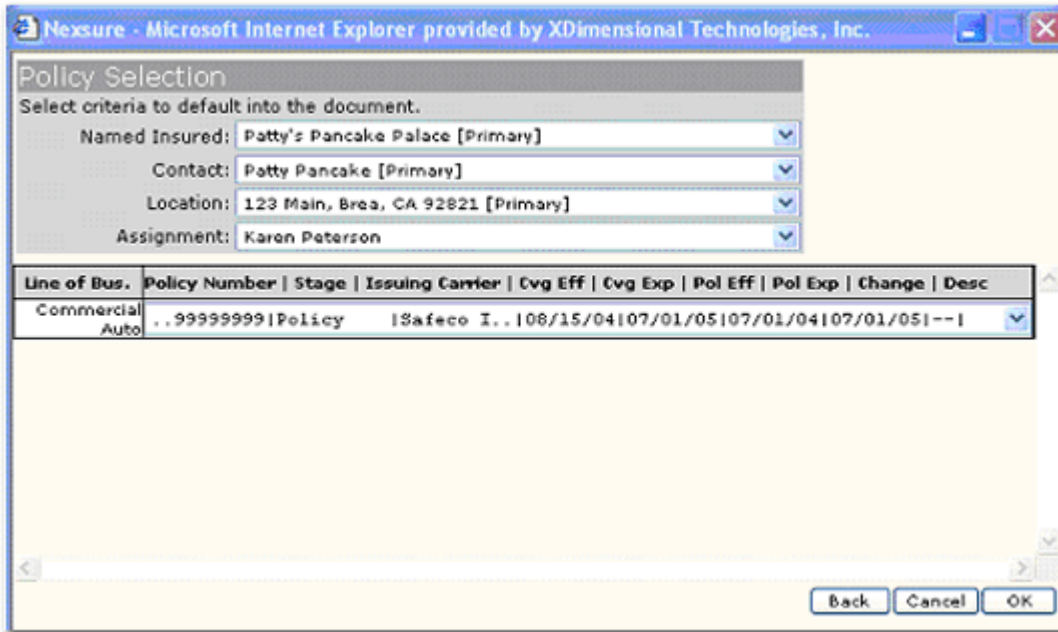 Nexsure - Microsoft Internet Explorer provided by XDimensional Technologies, Inc.
Policy Selection
Select criteria to default into the document.
Named Insured: Patty's Pancake Palace [Primary]
Contact: Patty Pancake [Primary]
Location: 123 Main, Brea, CA 92821 [Primary]
Assignment: Karen Peterson
Line of Bus. Policy Number | Stage | Issuing Carrier | Cvg Eff | Cvg Exp | Pol Eff | Pol Exp | Change | Desc
Commercial Auto ..99999999|Policy |Safeco I..|08/15/04|07/01/05|07/01/04|07/01/05|--|
Back Cancel OK